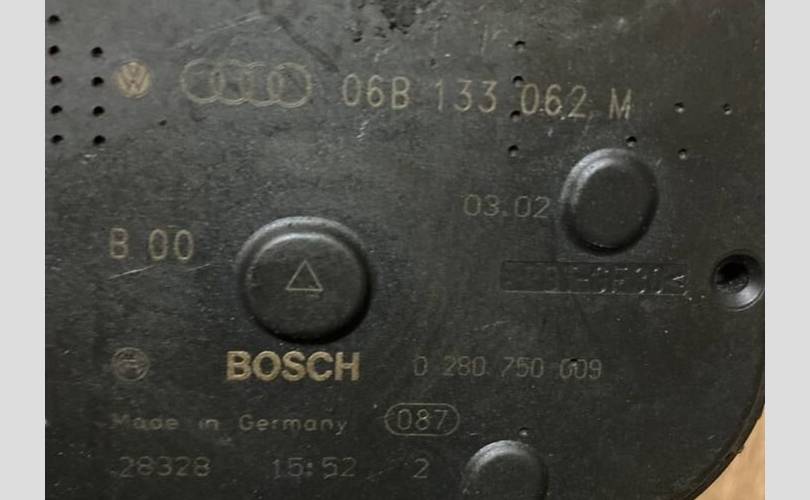 06B 133 062 M
03.02
B 00
BOSCH 0 280 750 009
Made in Germany 087
28328 15:52 2